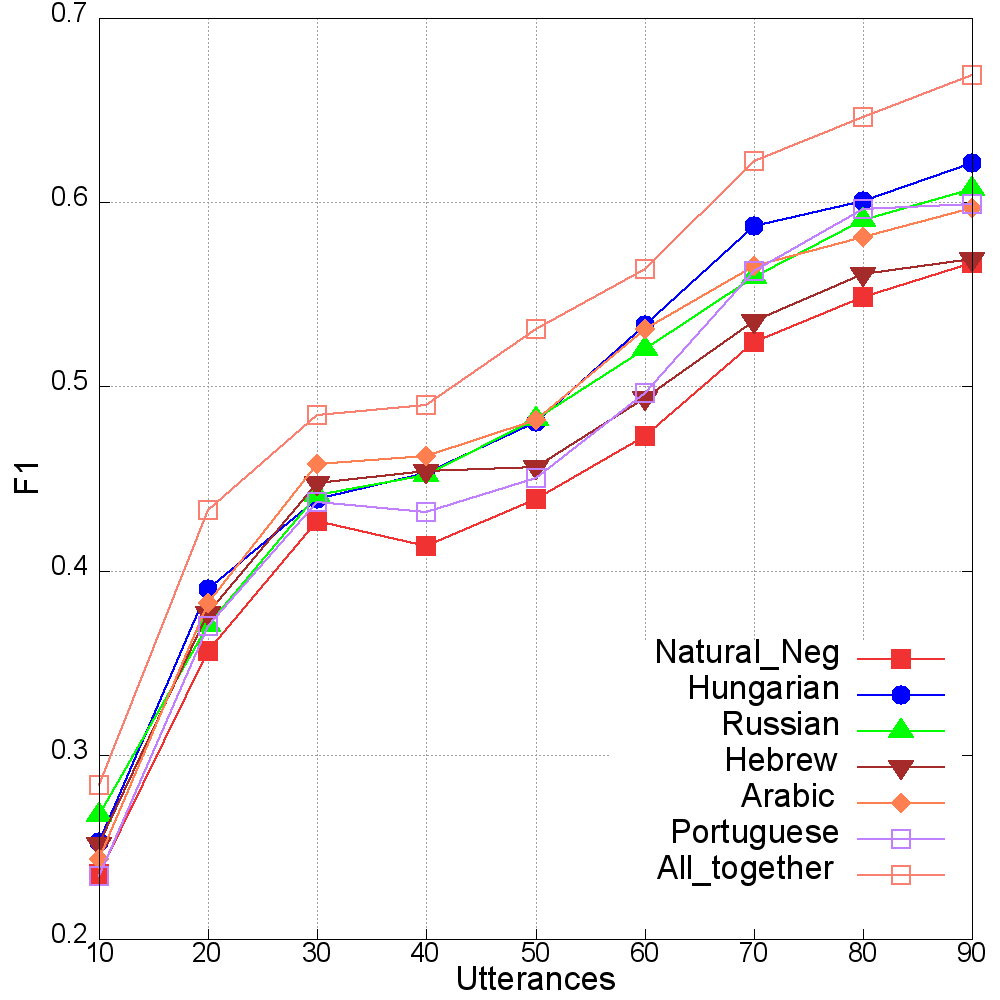 0.7
0.6
0.5
0.4
0.3
0.2
F1
Natural_Neg
Hungarian
Russian
Hebrew
Arabic
Portuguese
All_together
10 20 30 40 50 60 70 80 90
Utterances